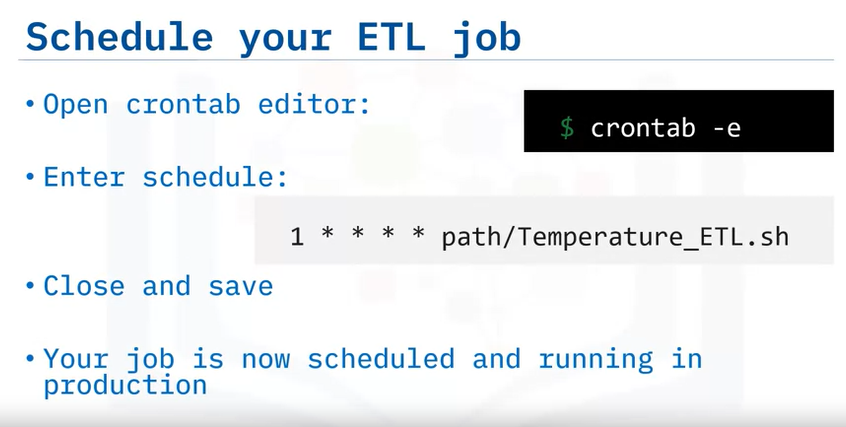 Schedule your ETL job
• Open crontab editor:
$ crontab -e
• Enter schedule:
1 * * * * path/Temperature_ETL.sh
• Close and save
• Your job is now scheduled and running in
production